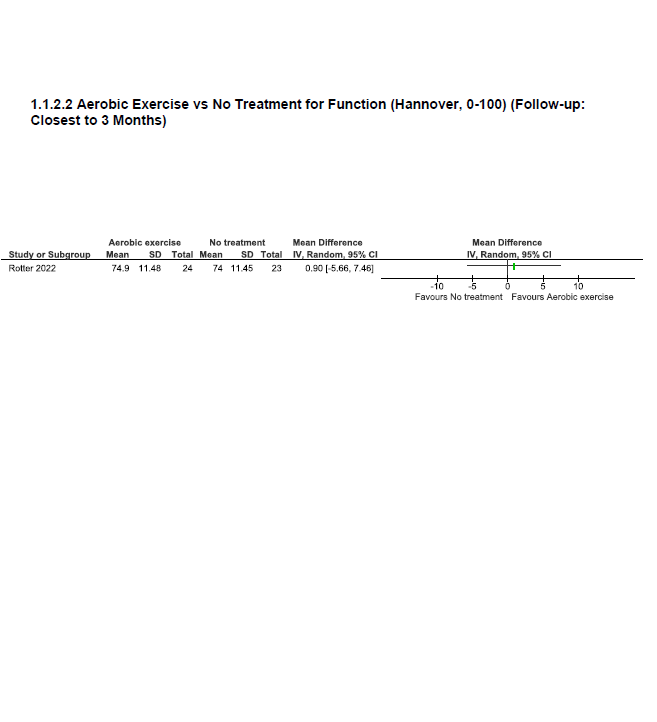 1.1.2.2 Aerobic Exercise vs No Treatment for Function (Hannover, 0-100) (Follow-up:
Closest to 3 Months)
Aerobic exercise No treatment Mean Difference Mean Difference
Study or Subgroup Mean SD Total Mean SD Total IV, Random, 95% CI IV, Random, 95% CI
Rotter 2022 74.9 11.48 24 74 11.45 23 0.90 [-5.66, 7.46]
-10 -5 0 5 10
Favours No treatment Favours Aerobic exercise